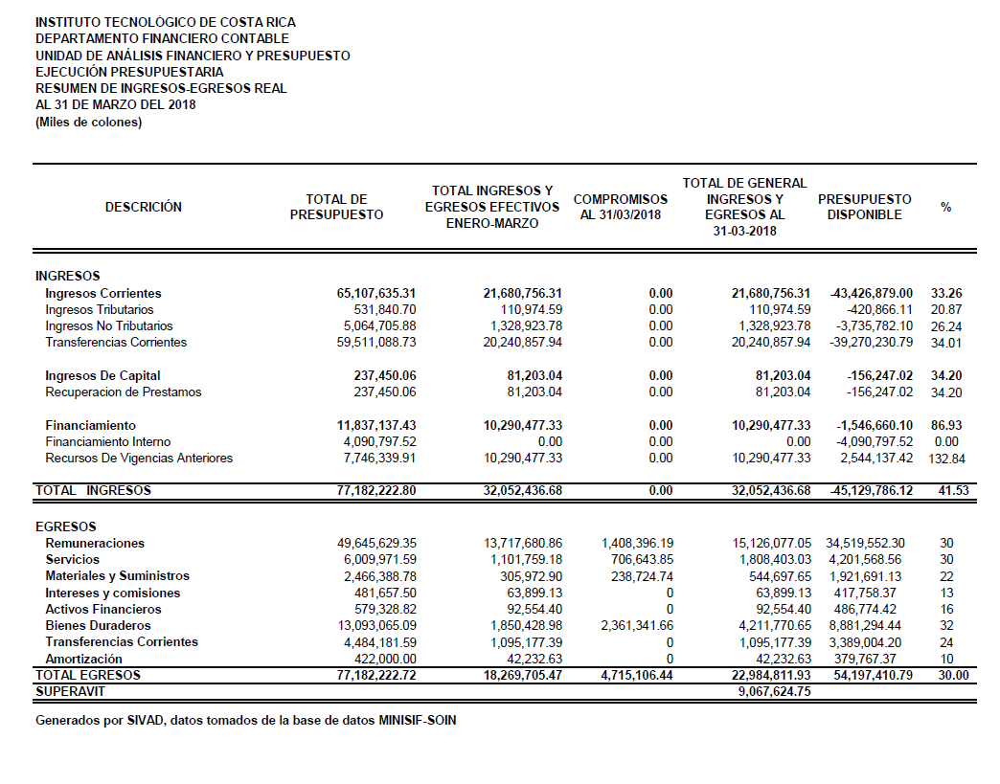 INSTITUTO TECNOLÓGICO DE COSTA RICA
DEPARTAMENTO FINANCIERO CONTABLE
UNIDAD DE ANÁLISIS FINANCIERO Y PRESUPUESTO
EJECUCIÓN PRESUPUESTARIA
RESUMEN DE INGRESOS-EGRESOS REAL
AL 31 DE MARZO DEL 2018
(Miles de colones)
DESCRICIÓN TOTAL DE PRESUPUESTO TOTAL INGRESOS Y EGRESOS EFECTIVOS ENERO-MARZO COMPROMISOS AL 31/03/2018 TOTAL DE GENERAL INGRESOS Y EGRESOS AL 31-03-2018 PRESUPUESTO DISPONIBLE %
INGRESOS
Ingresos Corrientes 65,107,635.31 21,680,756.31 0.00 21,680,756.31 -43,426,879.00 33.26
Ingresos Tributarios 531,840.70 110,974.59 0.00 110,974.59 -420,866.11 20.87
Ingresos No Tributarios 5,064,705.88 1,328,923.78 0.00 1,328,923.78 -3,735,782.10 26.24
Transferencias Corrientes 59,511,088.73 20,240,857.94 0.00 20,240,857.94 -39,270,230.79 34.01
Ingresos De Capital 237,450.06 81,203.04 0.00 81,203.04 -156,247.02 34.20
Recuperacion de Prestamos 237,450.06 81,203.04 0.00 81,203.04 -156,247.02 34.20
Financiamiento 11,837,137.43 10,290,477.33 0.00 10,290,477.33 -1,546,660.10 86.93
Financiamiento Interno 4,090,797.52 0.00 0.00 0.00 -4,090,797.52 0.00
Recursos De Vigencias Anteriores 7,746,339.91 10,290,477.33 0.00 10,290,477.33 2,544,137.42 132.84
TOTAL INGRESOS 77,182,222.80 32,052,436.68 0.00 32,052,436.68 -45,129,786.12 41.53
EGRESOS
Remuneraciones 49,645,629.35 13,717,680.86 1,408,396.19 15,126,077.05 34,519,552.30 30
Servicios 6,009,971.59 1,101,759.18 706,643.85 1,808,403.03 4,201,568.56 30
Materiales y Suministros 2,466,388.78 305,972.90 238,724.74 544,697.65 1,921,691.13 22
Intereses y comisiones 481,657.50 63,899.13 0 63,899.13 417,758.37 13
Activos Financieros 579,328.82 92,554.40 0 92,554.40 486,774.42 16
Bienes Duraderos 13,093,065.09 1,850,428.98 2,361,341.66 4,211,770.65 8,881,294.44 32
Transferencias Corrientes 4,484,181.59 1,095,177.39 0 1,095,177.39 3,389,004.20 24
Amortización 422,000.00 42,232.63 0 42,232.63 379,767.37 10
TOTAL EGRESOS 77,182,222.72 18,269,705.47 4,715,106.44 22,984,811.93 54,197,410.79 30.00
SUPERAVIT 9,067,624.75
Generados por SIVAD, datos tomados de la base de datos MINISIF-SOIN